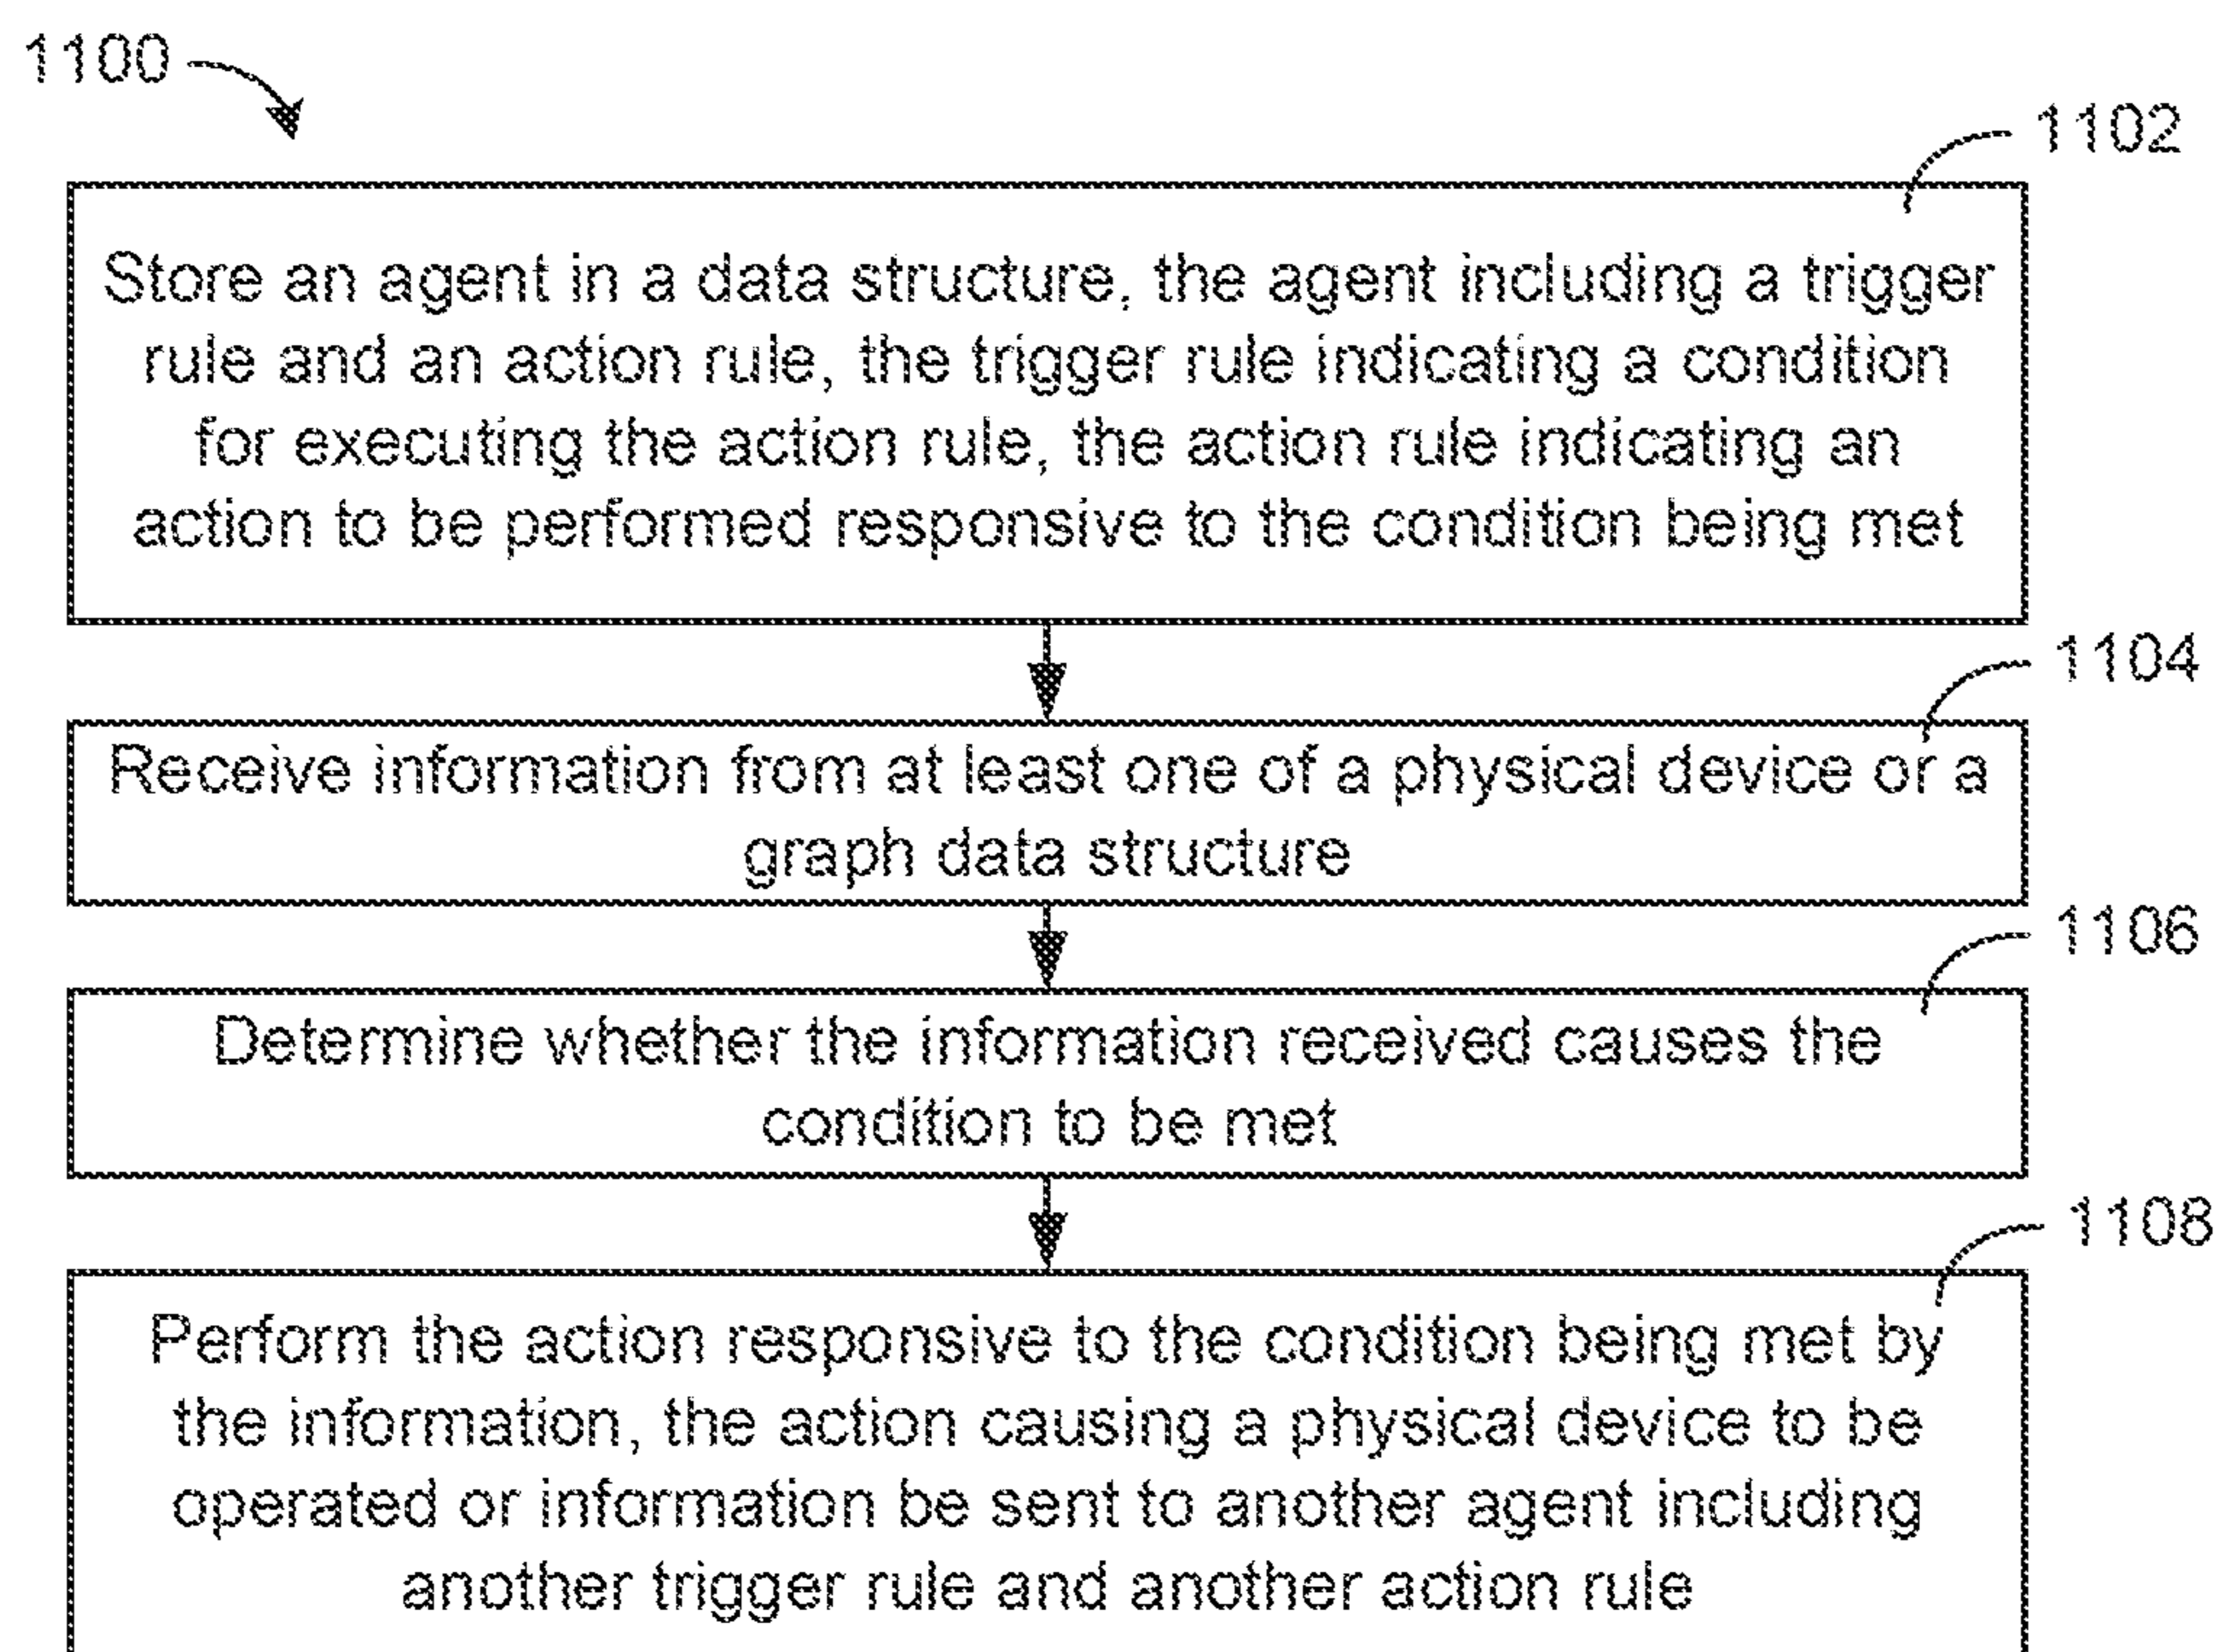 1100
1102
Store an agent in a data structure, the agent including a trigger
rule and an action rule, the trigger rule indicating a condition
for executing the action rule, the action rule indicating an
action to be performed responsive to the condition being met
1104
Receive information from at least one of a physical device or a
graph data structure
1106
Determine whether the information received causes the
condition to be met
1108
Perform the action responsive to the condition being met by
the information, the action causing a physical device to be
operated or information be sent to another agent including
another trigger rule and another action rule